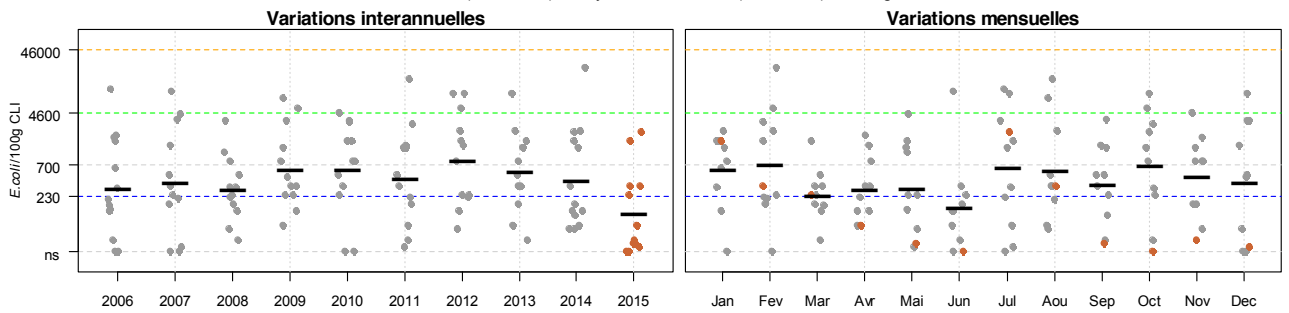 Variations interannuelles
Variations mensuelles
E.coli/100g CLI
46000
4600
700
230
ns
2006 2007 2008 2009 2010 2011 2012 2013 2014 2015
Jan Fev Mar Avr Mai Jun Jul Aou Sep Oct Nov Dec